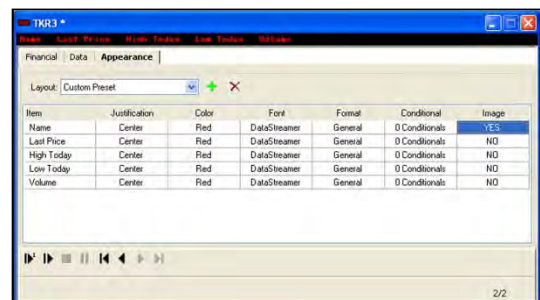 TKR3 *
Name Last Price High Today Low Today Volume
Financial Data Appearance
Layout: Custom Preset
Item Justification Color Font Format Conditional Image
Name Center Red DataStreamer General 0 Conditionals YES
Last Price Center Red DataStreamer General 0 Conditionals NO
High Today Center Red DataStreamer General 0 Conditionals NO
Low Today Center Red DataStreamer General 0 Conditionals NO
Volume Center Red DataStreamer General 0 Conditionals NO
2/2